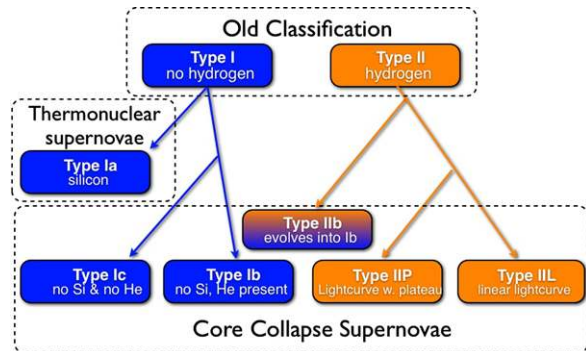 Old Classification
Type I
no hydrogen
Type II
hydrogen
Thermonuclear
supernovae
Type Ia
silicon
Type IIb
evolves into Ib
Type Ic
no Si & no He
Type Ib
no Si, He present
Type IIP
Lightcurve w. plateau
Type IIL
linear lightcurve
Core Collapse Supernovae